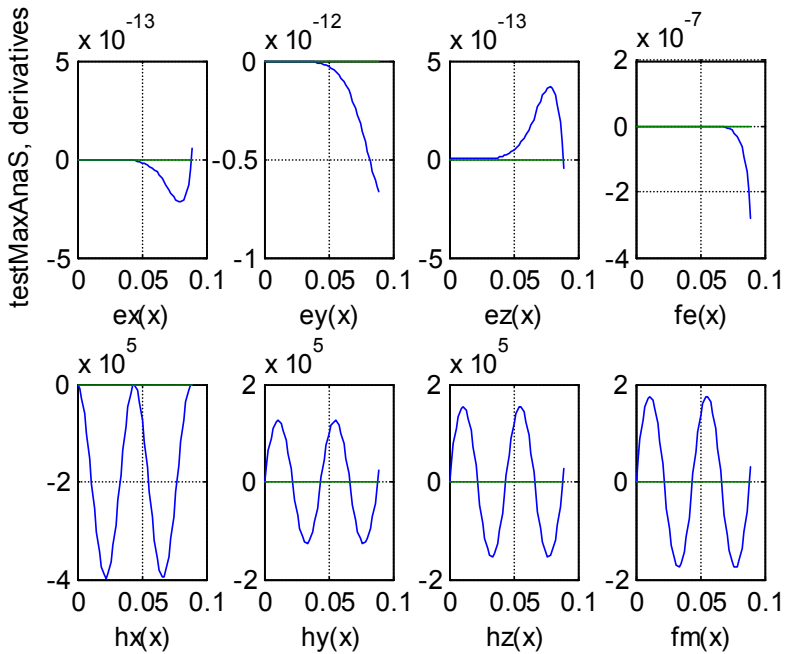 testMaxAnaS, derivatives
x 10^-13
5
0
-5
0 0.05 0.1
ex(x)
x 10^-12
0
-0.5
-1
0 0.05 0.1
ey(x)
x 10^-13
5
0
-5
0 0.05 0.1
ez(x)
x 10^-7
2
0
-2
-4
0 0.05 0.1
fe(x)
x 10^5
0
-2
-4
0 0.05 0.1
hx(x)
x 10^5
2
0
-2
0 0.05 0.1
hy(x)
x 10^5
2
0
-2
0 0.05 0.1
hz(x)
2
0
-2
0 0.05 0.1
fm(x)